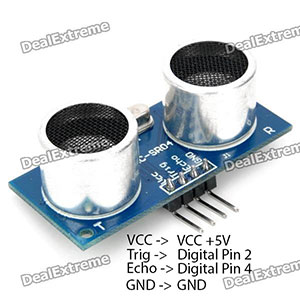 DealExtreme
DealExtreme
DealExtreme
R
C-SR04
Vcc Trig Echo GND
T
DealExtreme
DealExtreme
VCC -> VCC +5V
Trig -> Digital Pin 2
Echo -> Digital Pin 4
GND -> GND
DealExtreme